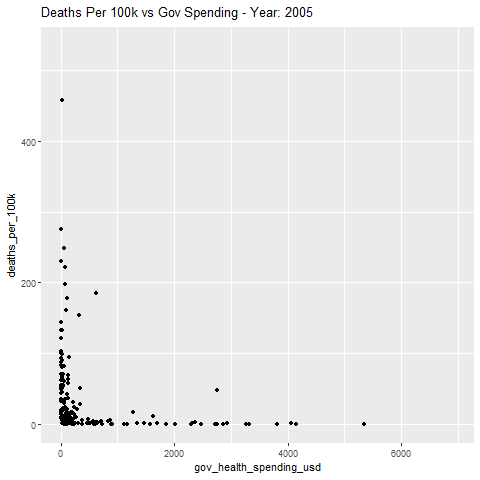 Deaths Per 100k vs Gov Spending - Year: 2005
deaths_per_100k
400
200
0
0 2000 4000 6000
gov_health_spending_usd